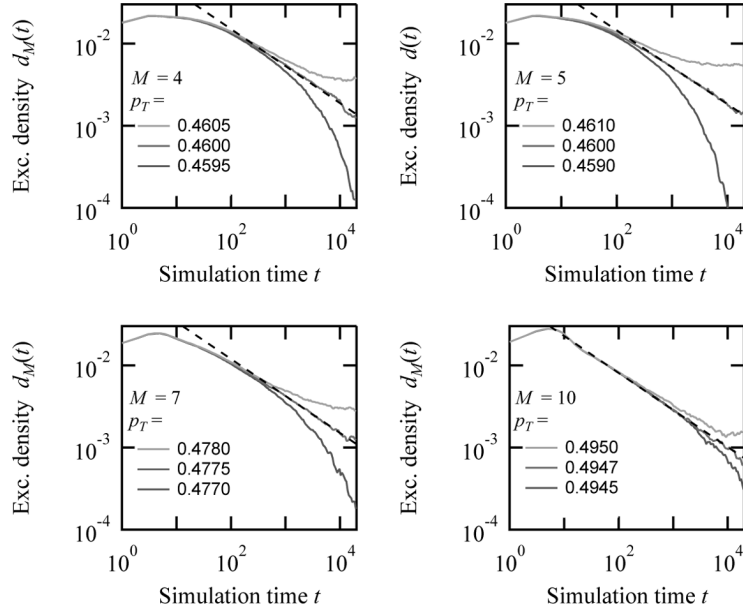 Exc. density d_M(t)
10^-2
10^-3
10^-4
M = 4
p_T =
0.4605
0.4600
0.4595
10^0 10^2 10^4
Simulation time t
Exc. density d(t)
10^-2
10^-3
10^-4
M = 5
p_T =
0.4610
0.4600
0.4590
10^0 10^2 10^4
Simulation time t
Exc. density d_M(t)
10^-2
10^-3
10^-4
M = 7
p_T =
0.4780
0.4775
0.4770
10^0 10^2 10^4
Simulation time t
Exc. density d_M(t)
10^-2
10^-3
10^-4
M = 10
p_T =
0.4950
0.4947
0.4945
10^0 10^2 10^4
Simulation time t